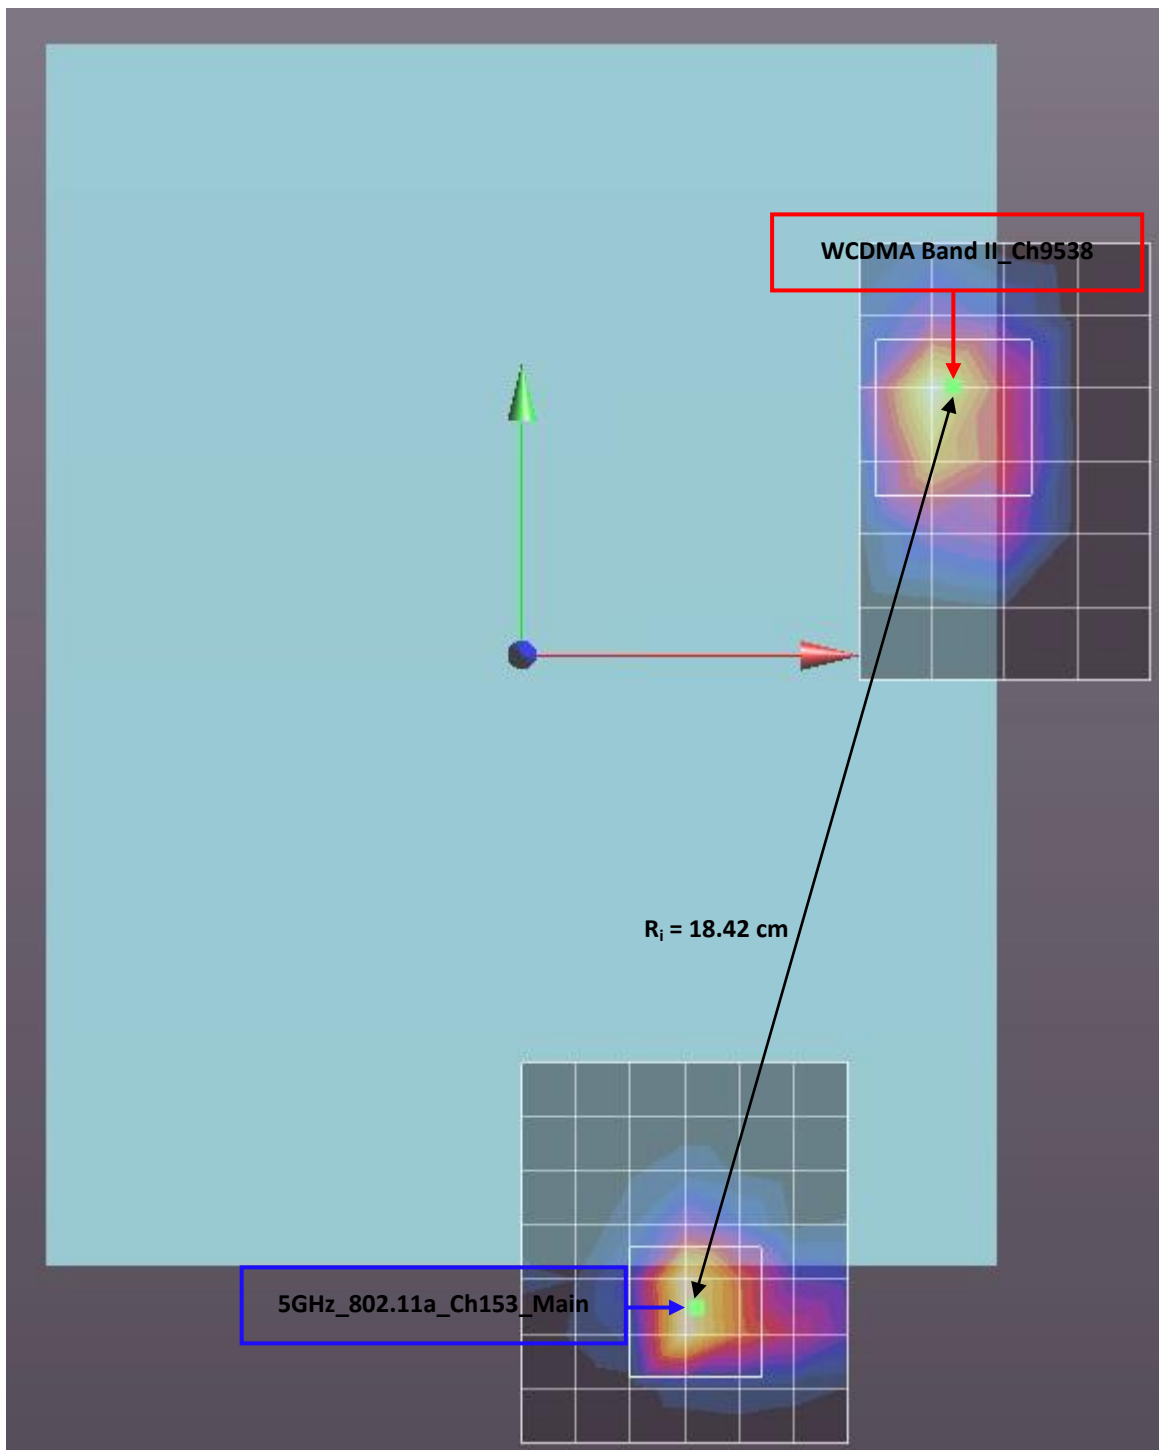 WCDMA Band II_Ch9538
Rᵢ = 18.42 cm
5GHz_802.11a_Ch153_Main